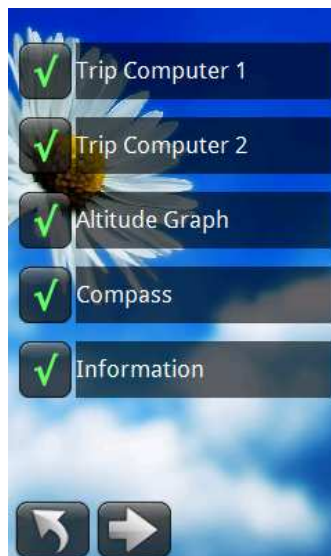 Trip Computer 1
Trip Computer 2
Altitude Graph
Compass
Information